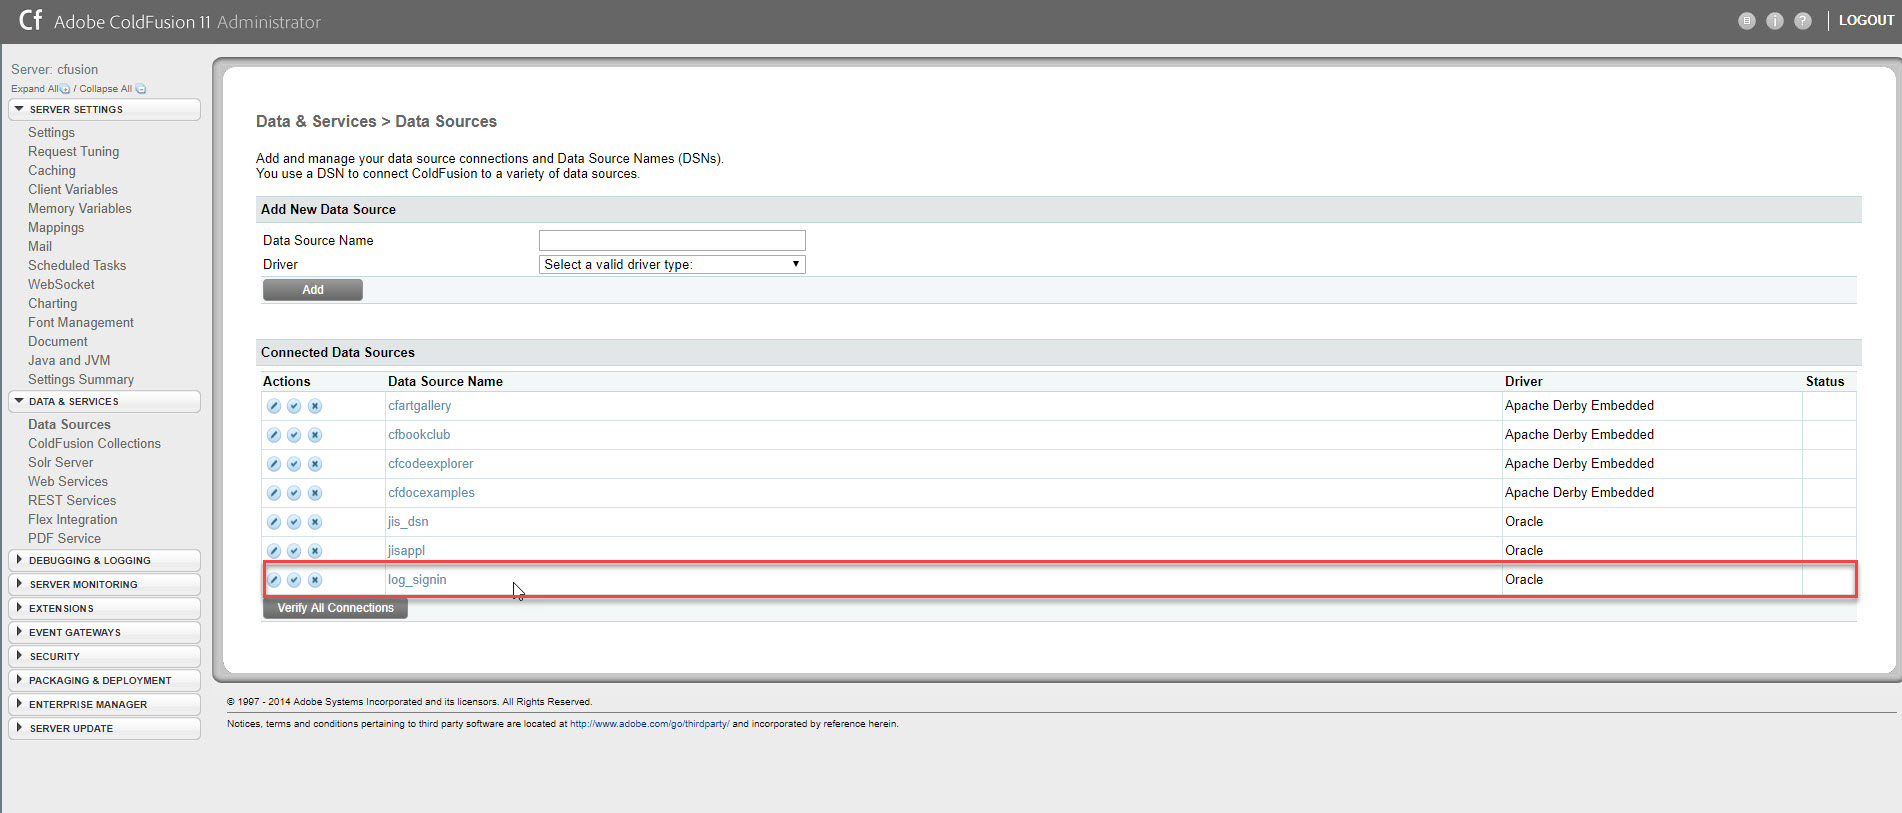 Cf Adobe ColdFusion 11 Administrator
LOGOUT
Server: cfusion
Expand All / Collapse All
SERVER SETTINGS
Settings
Request Tuning
Caching
Client Variables
Memory Variables
Mappings
Mail
Scheduled Tasks
WebSocket
Charting
Font Management
Document
Java and JVM
Settings Summary
DATA & SERVICES
Data Sources
ColdFusion Collections
Solr Server
Web Services
REST Services
Flex Integration
PDF Service
DEBUGGING & LOGGING
SERVER MONITORING
EXTENSIONS
EVENT GATEWAYS
SECURITY
PACKAGING & DEPLOYMENT
ENTERPRISE MANAGER
SERVER UPDATE
Data & Services > Data Sources
Add and manage your data source connections and Data Source Names (DSNs).
You use a DSN to connect ColdFusion to a variety of data sources.
Add New Data Source
Data Source Name
Driver Select a valid driver type:
Add
Connected Data Sources
Actions Data Source Name Driver Status
cfartgallery Apache Derby Embedded
cfbookclub Apache Derby Embedded
cfcodeexplorer Apache Derby Embedded
cfdocexamples Apache Derby Embedded
jis_dsn Oracle
jisappl Oracle
log_signin Oracle
Verify All Connections
© 1997 - 2014 Adobe Systems Incorporated and its licensors. All Rights Reserved.
Notices, terms and conditions pertaining to third party software are located at http://www.adobe.com/go/thirdparty/ and incorporated by reference herein.